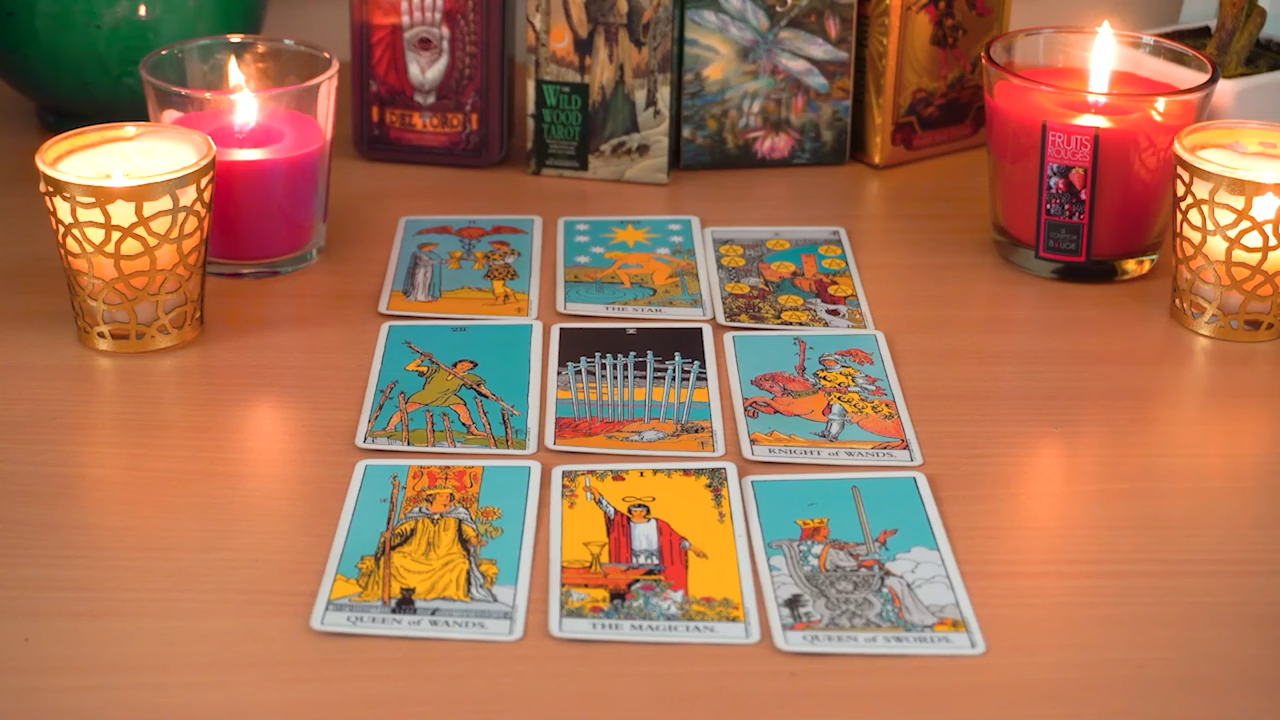 DEL TORO
THE
WILD
WOOD
TAROT
FRUITS
ROUGES
THE STAR.
VII
X
KNIGHT of WANDS.
QUEEN of WANDS.
I
THE MAGICIAN.
QUEEN of SWORDS.